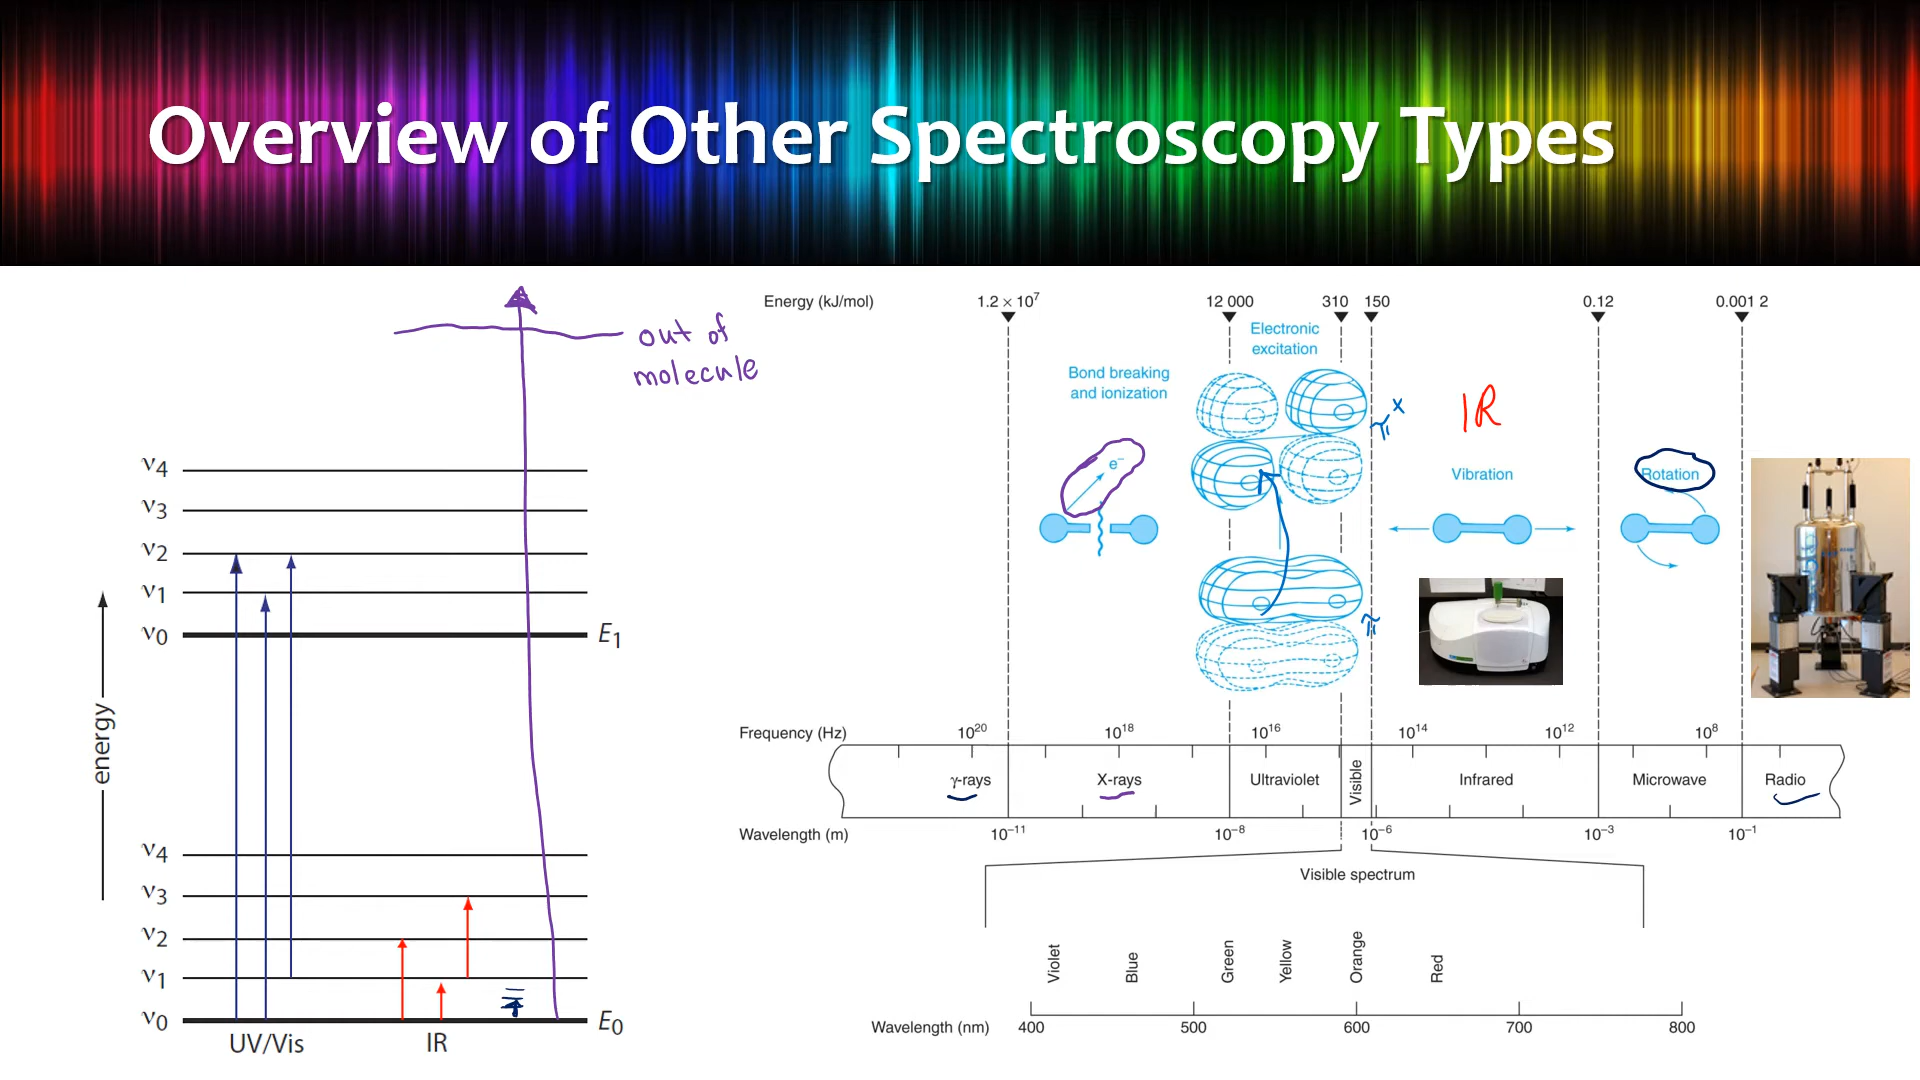 Overview of Other Spectroscopy Types
out of
molecule
ν4
ν3
ν2
ν1
ν0
E1
energy
ν4
ν3
ν2
ν1
ν0
E0
UV/Vis
IR
Energy (kJ/mol)
1.2 × 10⁷
12 000
310
150
0.12
0.001 2
Electronic
excitation
Bond breaking
and ionization
e⁻
π*
IR
Vibration
Rotation
π
Frequency (Hz)
10²⁰
10¹⁸
10¹⁶
10¹⁴
10¹²
10⁸
γ-rays
X-rays
Ultraviolet
Visible
Infrared
Microwave
Radio
Wavelength (m)
10⁻¹¹
10⁻⁸
10⁻⁶
10⁻³
10⁻¹
Visible spectrum
Violet
Blue
Green
Yellow
Orange
Red
Wavelength (nm)
400
500
600
700
800